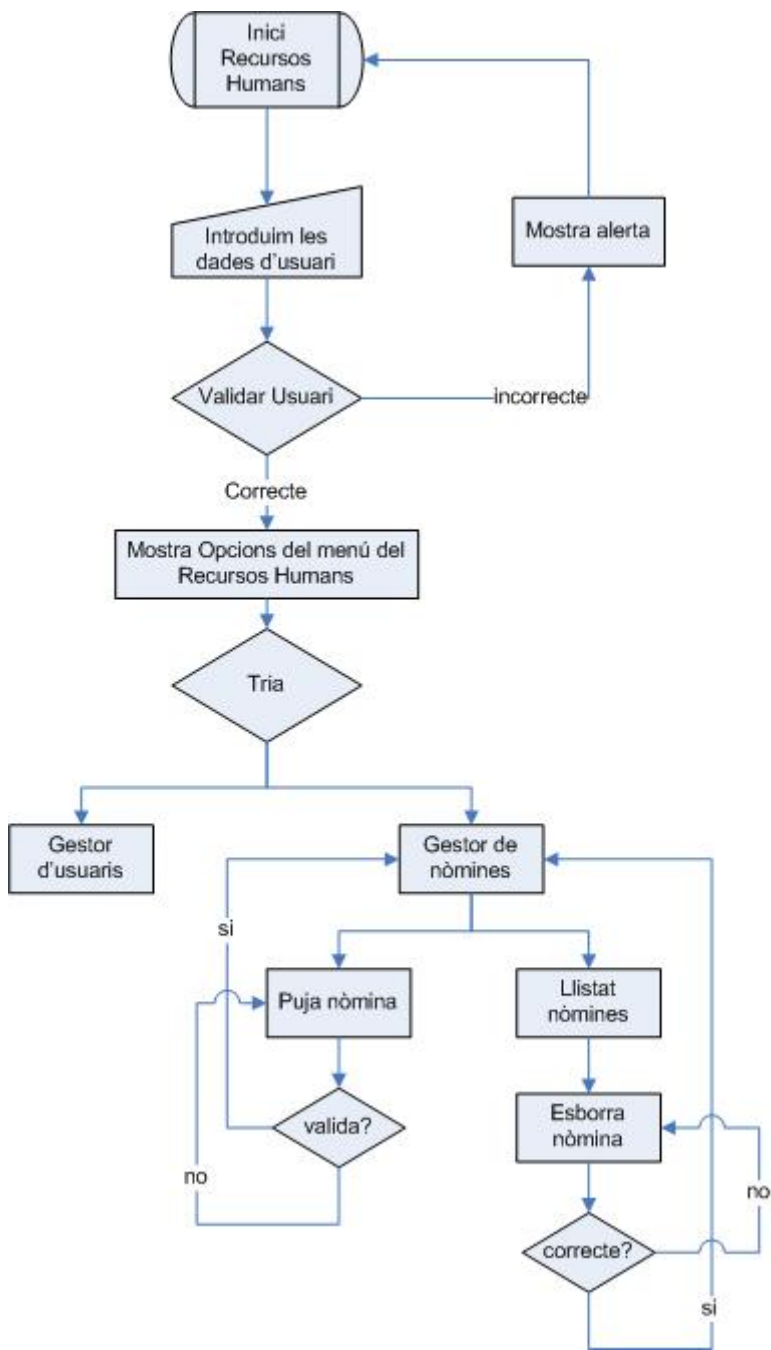 Inici
Recursos
Humans
Introduim les
dades d'usuari
Mostra alerta
Validar Usuari
incorrecte
Correcte
Mostra Opcions del menú del
Recursos Humans
Tria
Gestor
d'usuaris
Gestor de
nòmines
si
Puja nòmina
Llistat
nòmines
valida?
Esborra
nòmina
no
no
correcte?
si